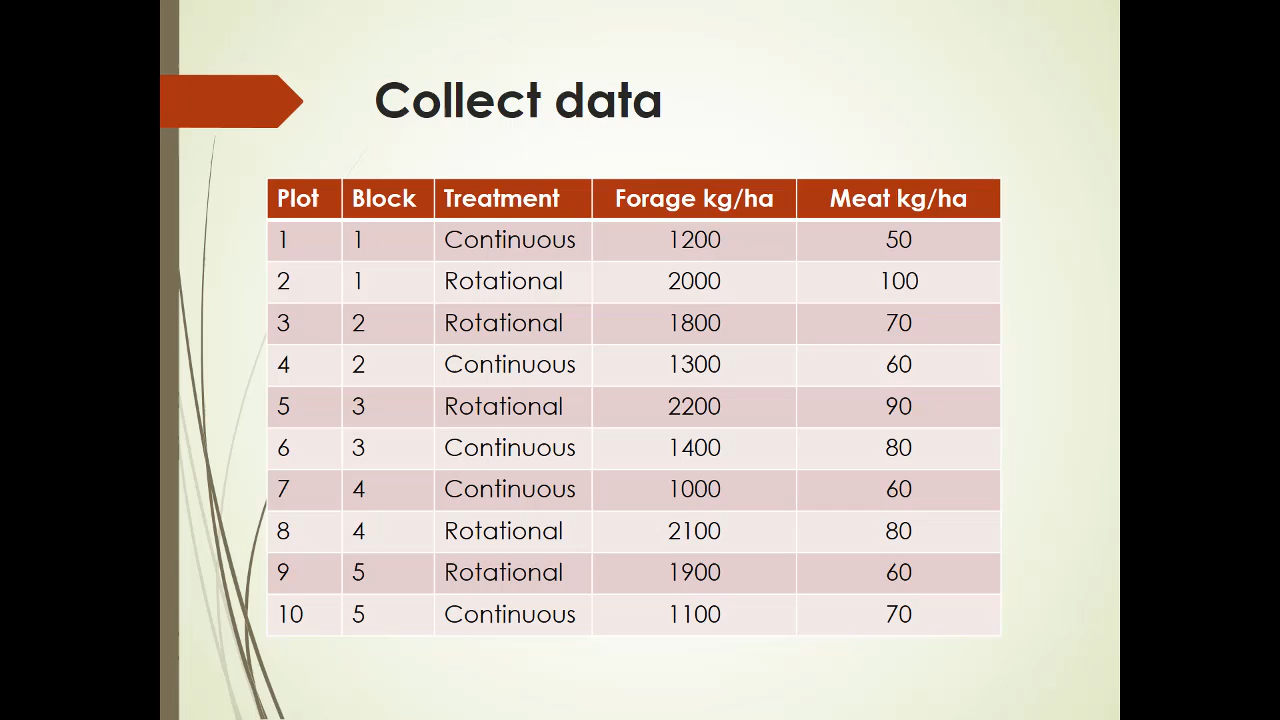 Collect data
Plot Block Treatment Forage kg/ha Meat kg/ha
1 1 Continuous 1200 50
2 1 Rotational 2000 100
3 2 Rotational 1800 70
4 2 Continuous 1300 60
5 3 Rotational 2200 90
6 3 Continuous 1400 80
7 4 Continuous 1000 60
8 4 Rotational 2100 80
9 5 Rotational 1900 60
10 5 Continuous 1100 70